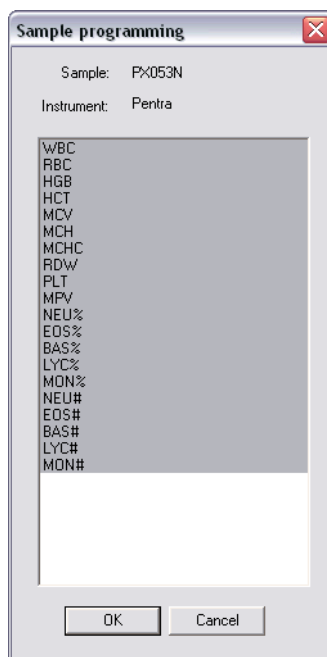 Sample programming
Sample: PX053N
Instrument: Pentra
WBC
RBC
HGB
HCT
MCV
MCH
MCHC
RDW
PLT
MPV
NEU%
EOS%
BAS%
LYC%
MON%
NEU#
EOS#
BAS#
LYC#
MON#
OK Cancel